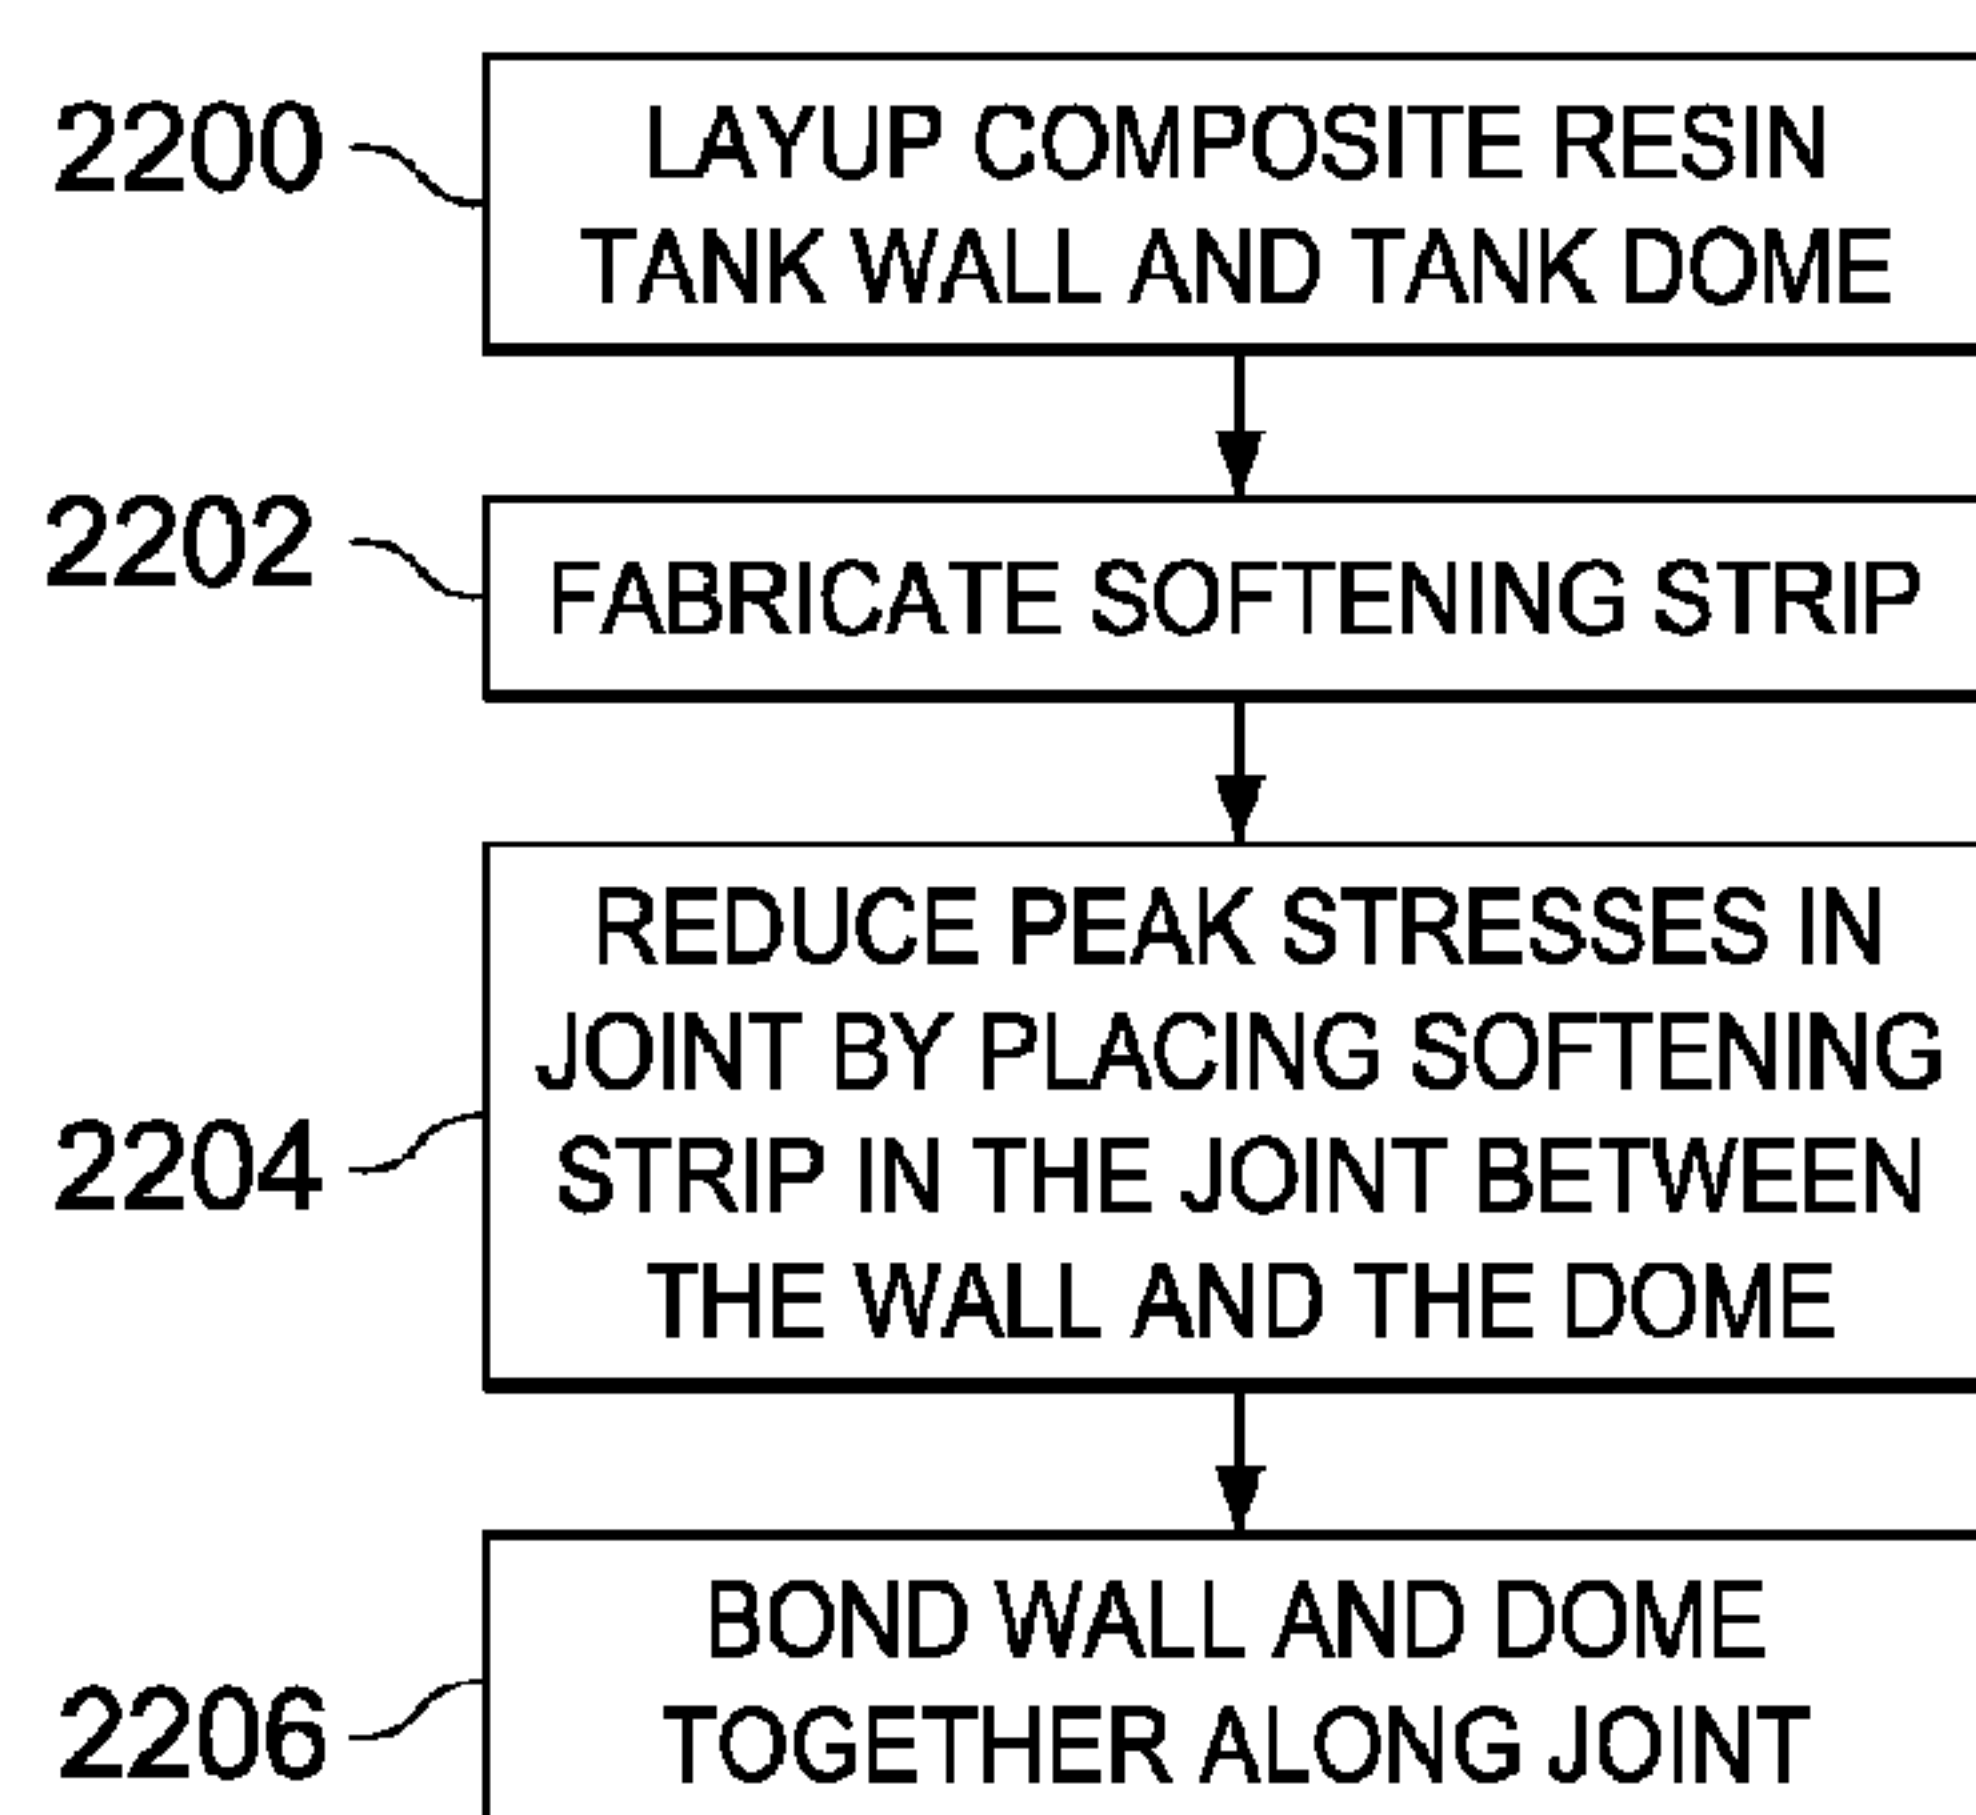 2200
LAYUP COMPOSITE RESIN
TANK WALL AND TANK DOME
2202
FABRICATE SOFTENING STRIP
2204
REDUCE PEAK STRESSES IN
JOINT BY PLACING SOFTENING
STRIP IN THE JOINT BETWEEN
THE WALL AND THE DOME
2206
BOND WALL AND DOME
TOGETHER ALONG JOINT